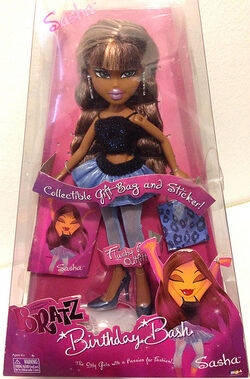 Sasha
Collectible Gift Bag and Sticker!
Sasha
BRATZ
*Birthday Bash*
The Only Girls with a Passion for Fashion!
Sasha